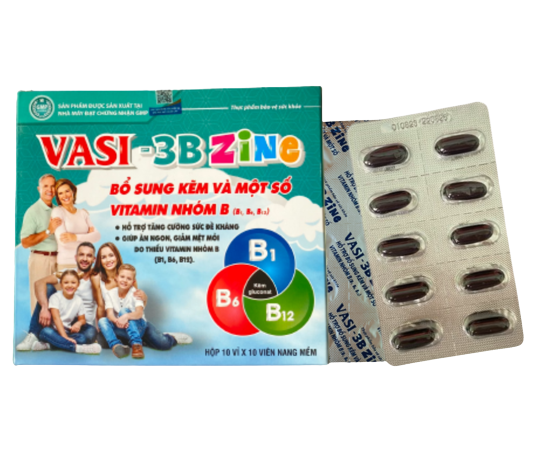 GMP
SẢN PHẨM ĐƯỢC SẢN XUẤT TẠI
NHÀ MÁY ĐẠT CHỨNG NHẬN GMP
Thực phẩm bảo vệ sức khỏe
VASI-3B ZINC
BỔ SUNG KẼM VÀ MỘT SỐ
VITAMIN NHÓM B (B1, B6, B12)
• HỖ TRỢ TĂNG CƯỜNG SỨC ĐỀ KHÁNG
• GIÚP ĂN NGON, GIẢM MỆT MỎI
DO THIẾU VITAMIN NHÓM B
(B1, B6, B12).
B1
B6
Kẽm
gluconat
B12
HỘP 10 VỈ X 10 VIÊN NANG MỀM
VASI-3B ZINC